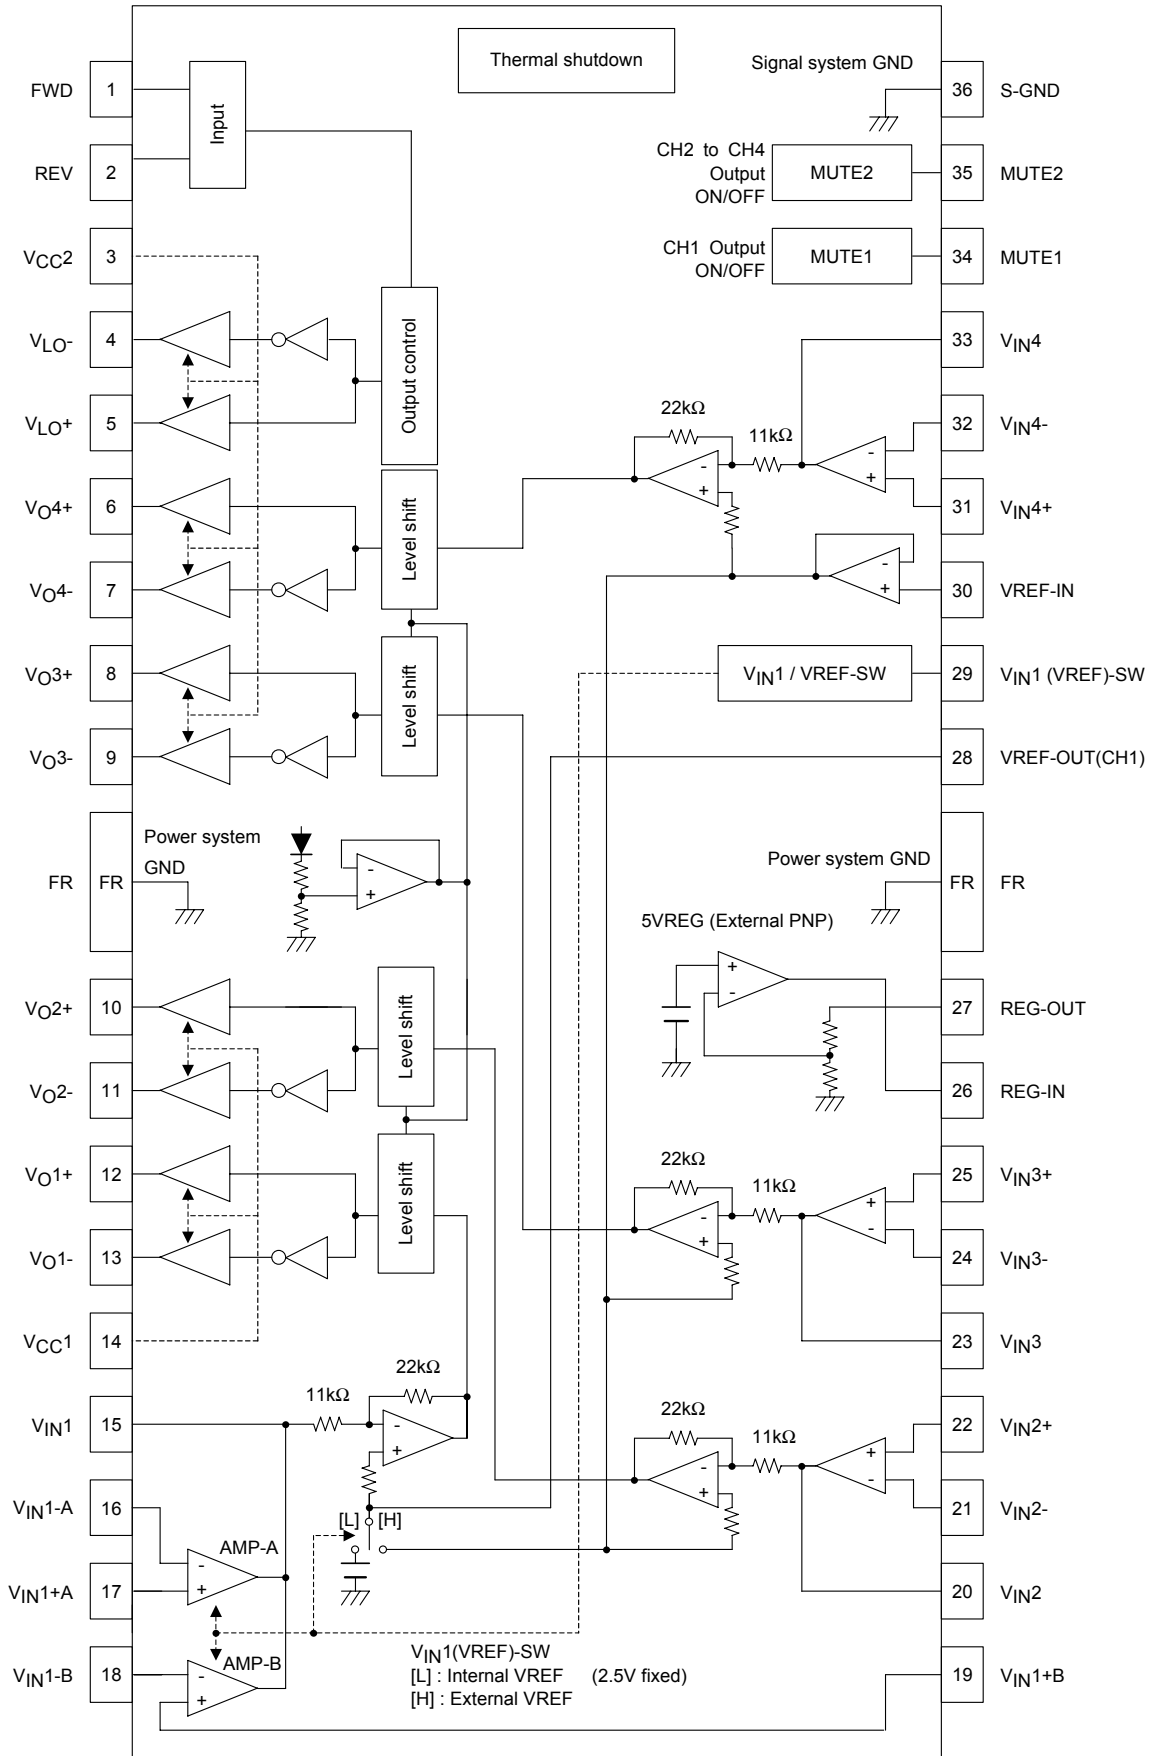 Thermal shutdown
Signal system GND
FWD 1
Input
36 S-GND
REV 2
CH2 to CH4
Output
ON/OFF
MUTE2
35 MUTE2
VCC2 3
CH1 Output
ON/OFF
MUTE1
34 MUTE1
VLO- 4
Output control
33 VIN4
VLO+ 5
22kΩ
11kΩ
-
+
-
+
32 VIN4-
VO4+ 6
Level shift
31 VIN4+
VO4- 7
-
+
30 VREF-IN
VO3+ 8
Level shift
VIN1 / VREF-SW
29 VIN1 (VREF)-SW
VO3- 9
28 VREF-OUT(CH1)
Power system
GND
FR FR
-
+
Power system GND
FR FR
5VREG (External PNP)
+
-
VO2+ 10
Level shift
27 REG-OUT
VO2- 11
26 REG-IN
VO1+ 12
Level shift
22kΩ
11kΩ
-
+
+
-
25 VIN3+
VO1- 13
24 VIN3-
VCC1 14
23 VIN3
VIN1 15
11kΩ
22kΩ
-
+
22kΩ
11kΩ
-
+
+
-
22 VIN2+
VIN1-A 16
[L]
[H]
21 VIN2-
AMP-A
-
+
VIN1+A 17
20 VIN2
VIN1-B 18
AMP-B
-
+
VIN1(VREF)-SW
[L] : Internal VREF (2.5V fixed)
[H] : External VREF
19 VIN1+B